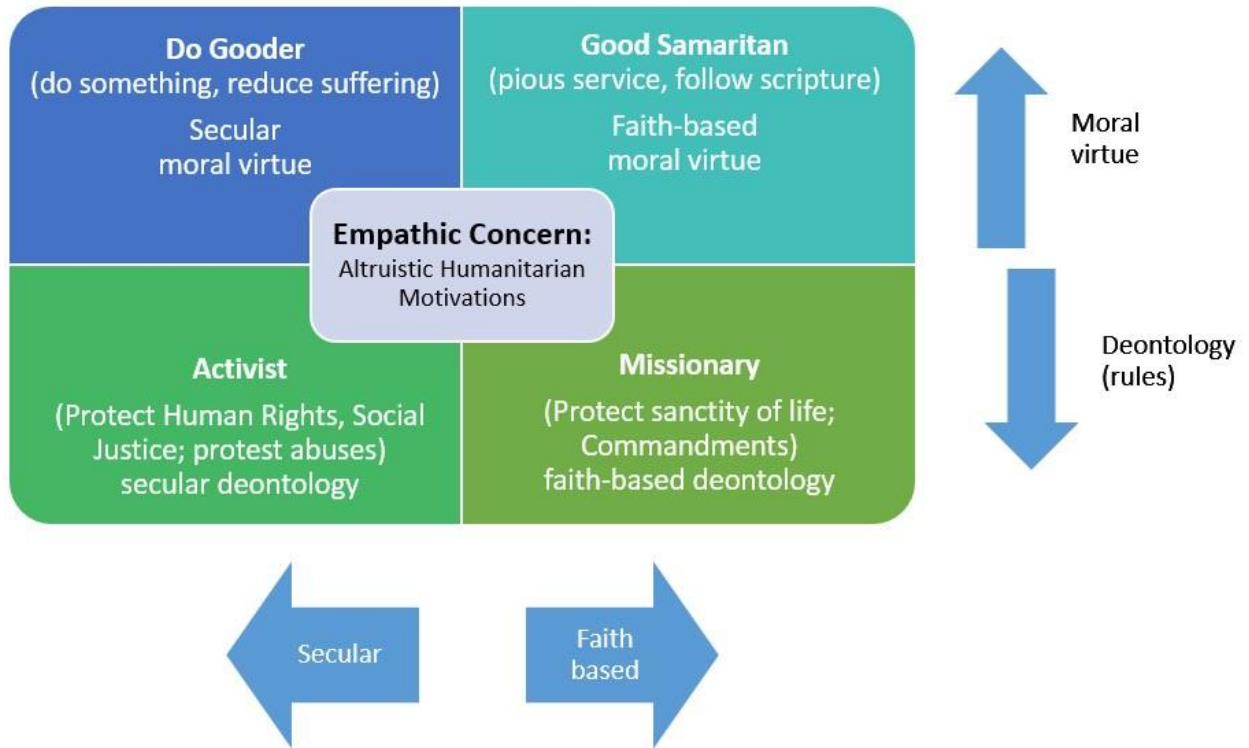 Do Gooder
(do something, reduce suffering)
Secular
moral virtue
Good Samaritan
(pious service, follow scripture)
Faith-based
moral virtue
Empathic Concern:
Altruistic Humanitarian
Motivations
Activist
(Protect Human Rights, Social
Justice; protest abuses)
secular deontology
Missionary
(Protect sanctity of life;
Commandments)
faith-based deontology
Moral
virtue
Deontology
(rules)
Secular
Faith
based